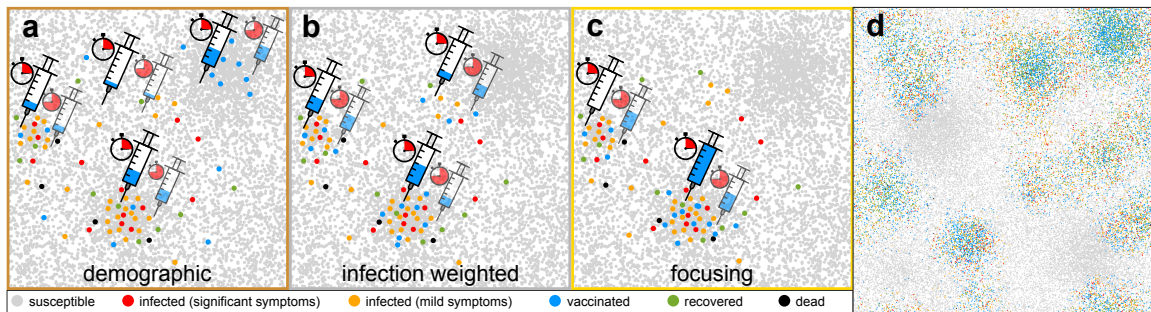 a
b
c
d
demographic
infection weighted
focusing
susceptible
infected (significant symptoms)
infected (mild symptoms)
vaccinated
recovered
dead